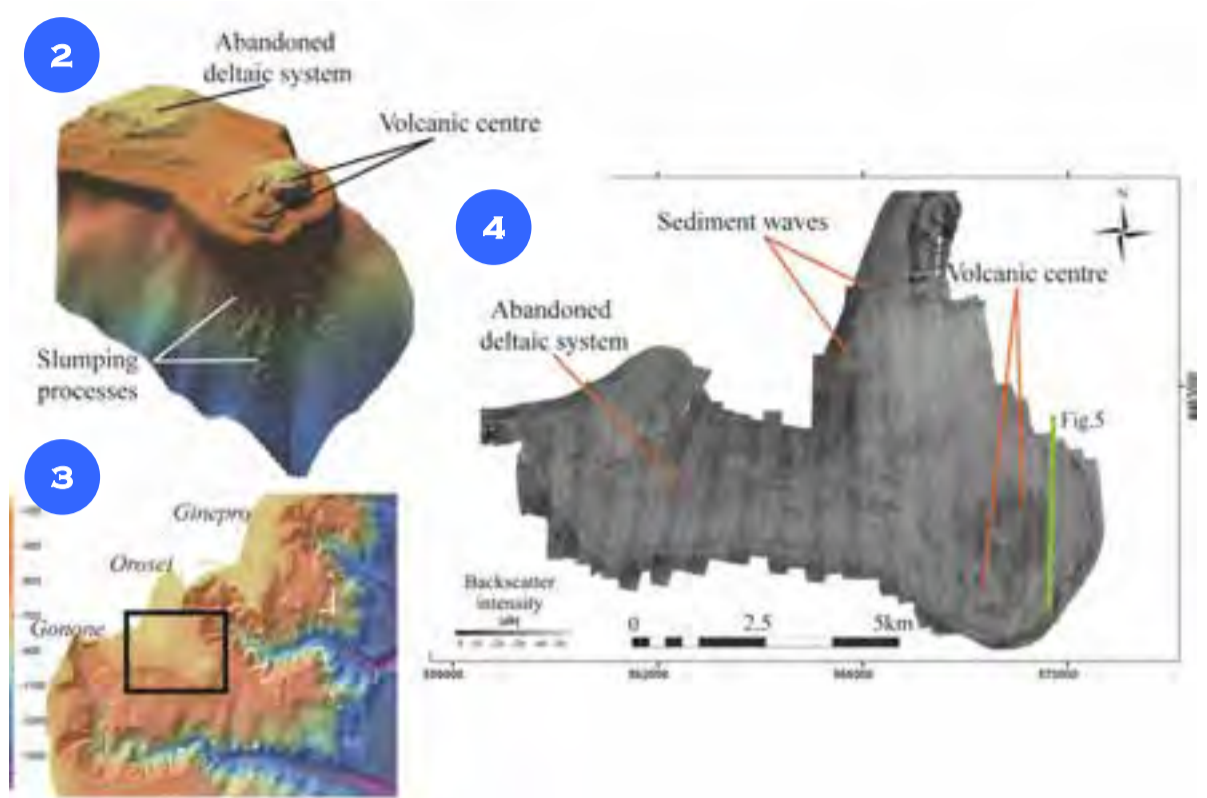 2
Abandoned
deltaic system
Volcanic centre
Slumping
processes
3
Ginepro
Orosei
Gonone
4
Sediment waves
N
Volcanic centre
Abandoned
deltaic system
Fig.5
Backscatter
intensity
0 2.5 5km